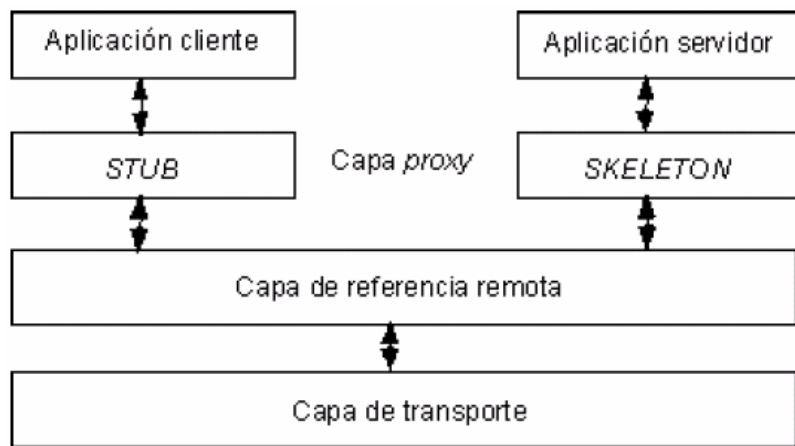 Aplicación cliente
Aplicación servidor
STUB
Capa proxy
SKELETON
Capa de referencia remota
Capa de transporte